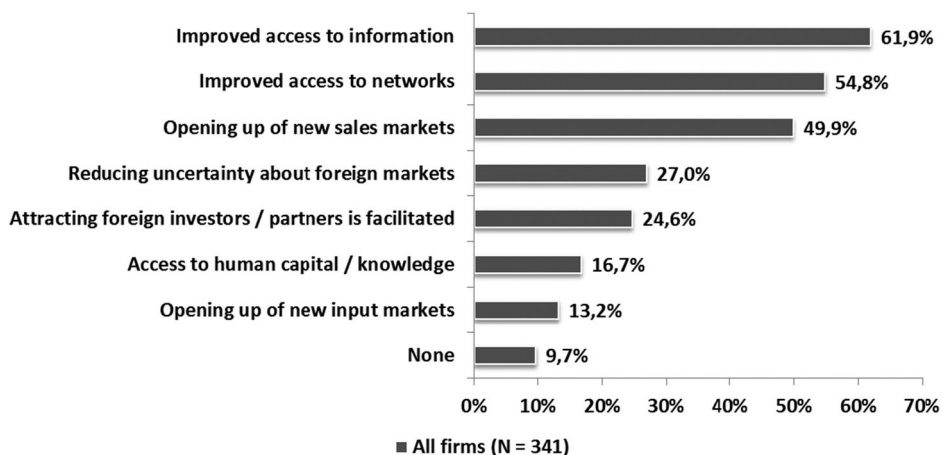 Improved access to information 61,9%
Improved access to networks 54,8%
Opening up of new sales markets 49,9%
Reducing uncertainty about foreign markets 27,0%
Attracting foreign investors / partners is facilitated 24,6%
Access to human capital / knowledge 16,7%
Opening up of new input markets 13,2%
None 9,7%
0% 10% 20% 30% 40% 50% 60% 70%
All firms (N = 341)